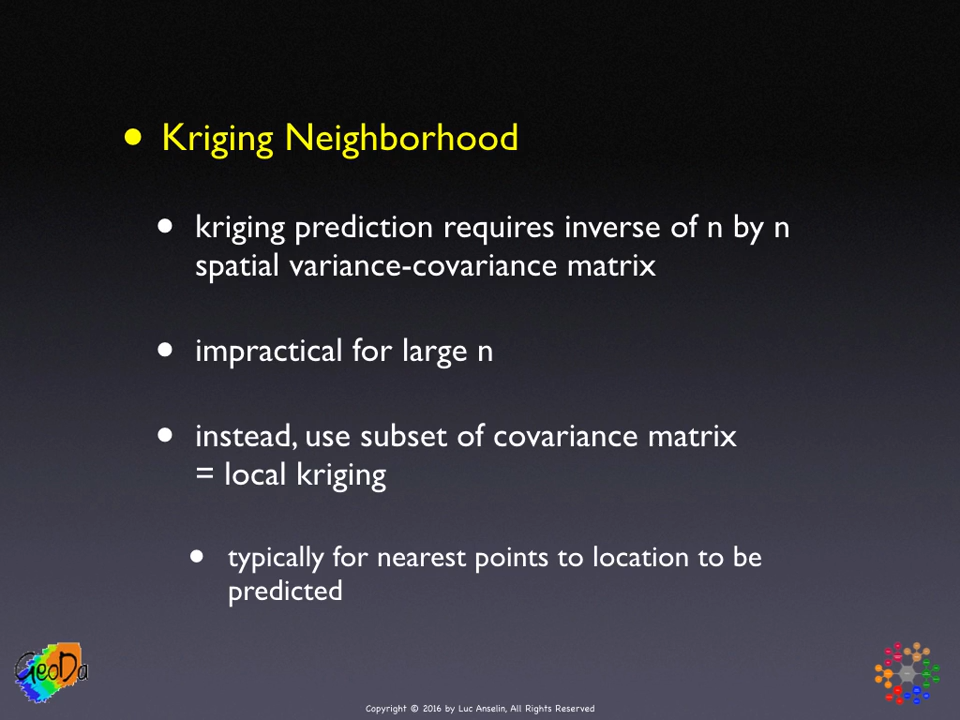 • Kriging Neighborhood
• kriging prediction requires inverse of n by n
spatial variance-covariance matrix
• impractical for large n
• instead, use subset of covariance matrix
= local kriging
• typically for nearest points to location to be
predicted
GeoDa
Copyright © 2016 by Luc Anselin, All Rights Reserved